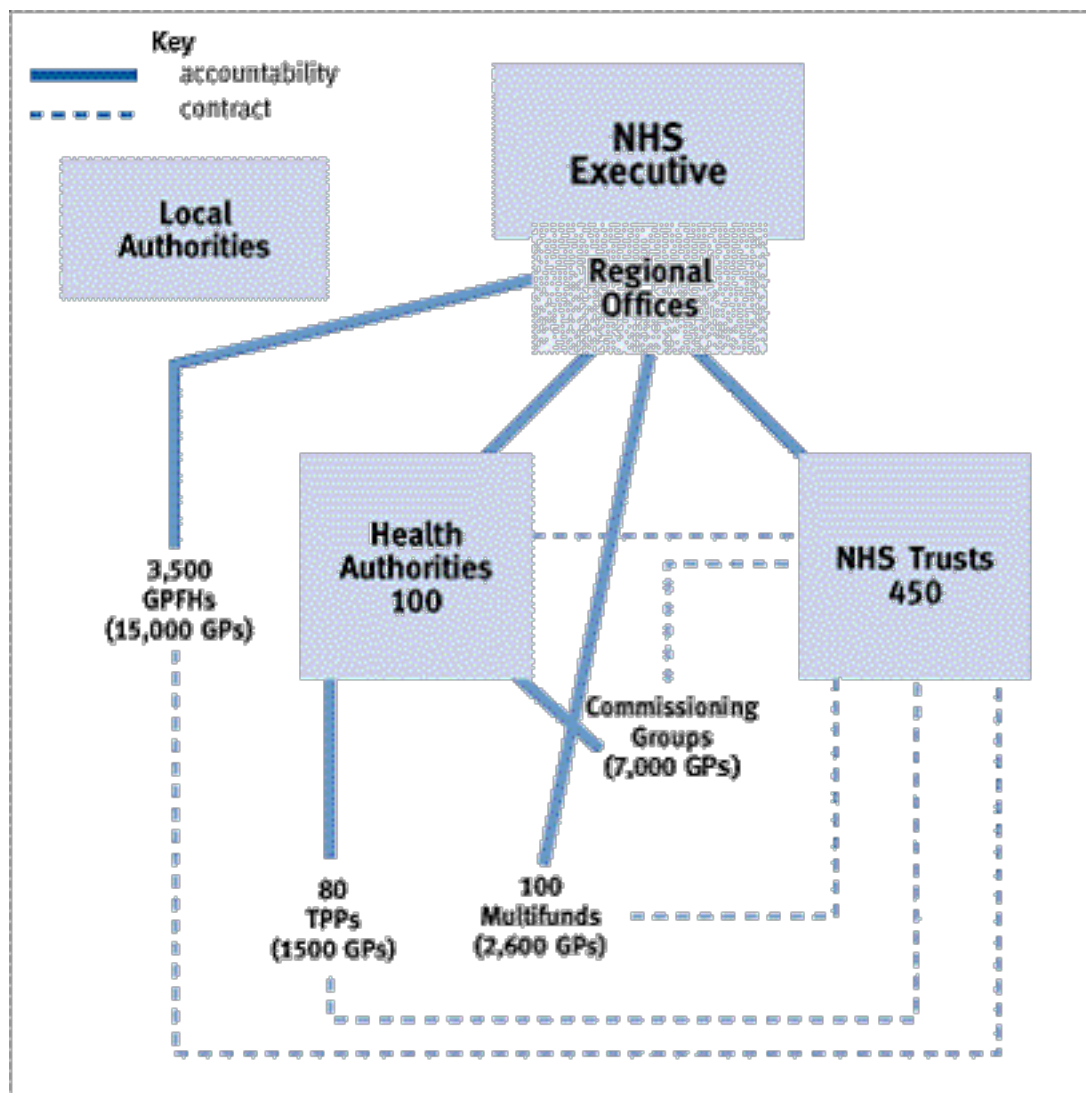 Key
accountability
contract
NHS
Executive
Local
Authorities
Regional
Offices
Health
Authorities
100
NHS Trusts
450
3,500
GPFHs
(15,000 GPs)
Commissioning
Groups
(7,000 GPs)
80
TPPs
(1500 GPs)
100
Multifunds
(2,600 GPs)